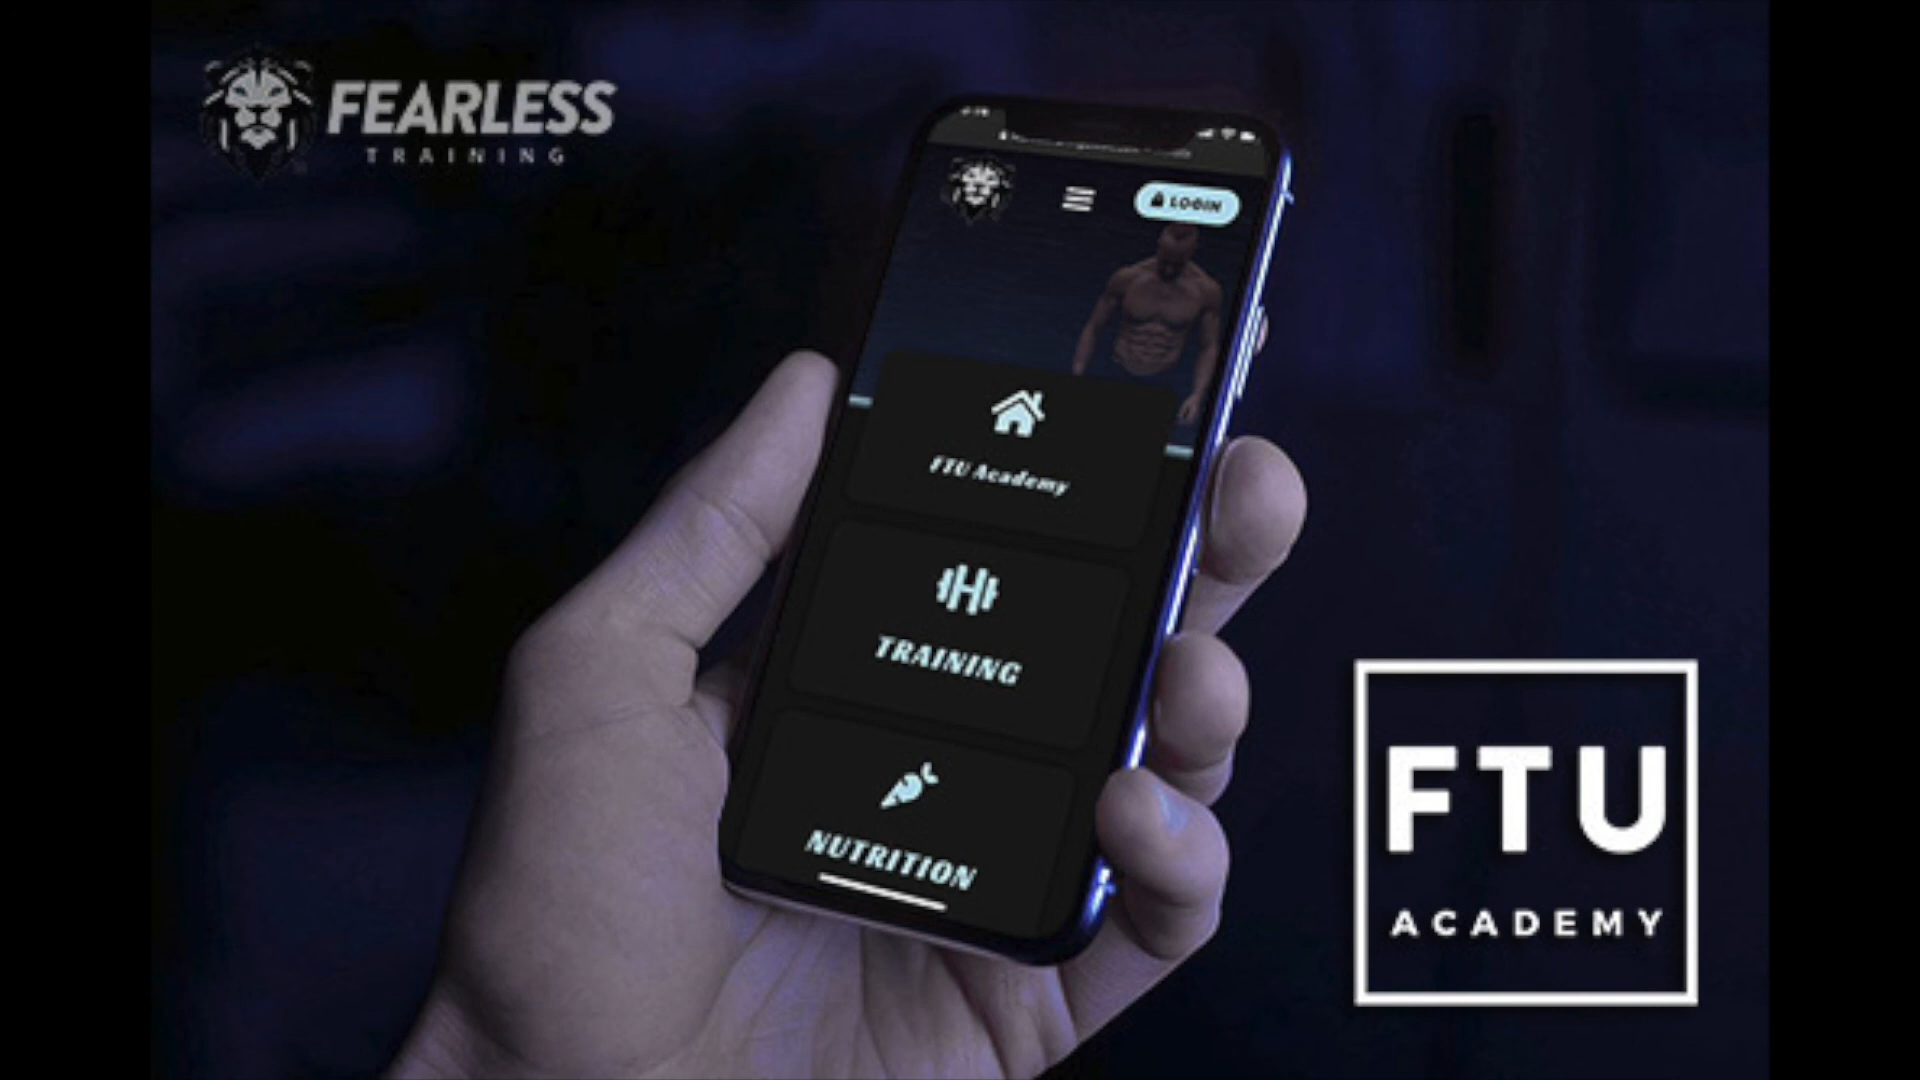 FEARLESS
TRAINING
LOGIN
FTU Academy
TRAINING
NUTRITION
FTU
ACADEMY